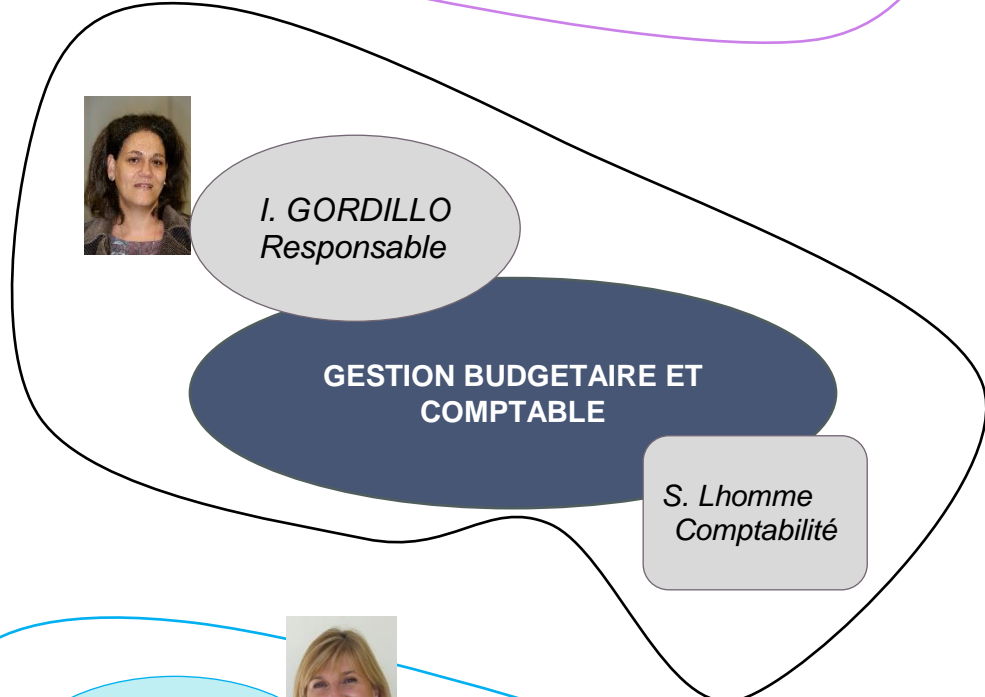 I. GORDILLO
Responsable
GESTION BUDGETAIRE ET
COMPTABLE
S. Lhomme
Comptabilité